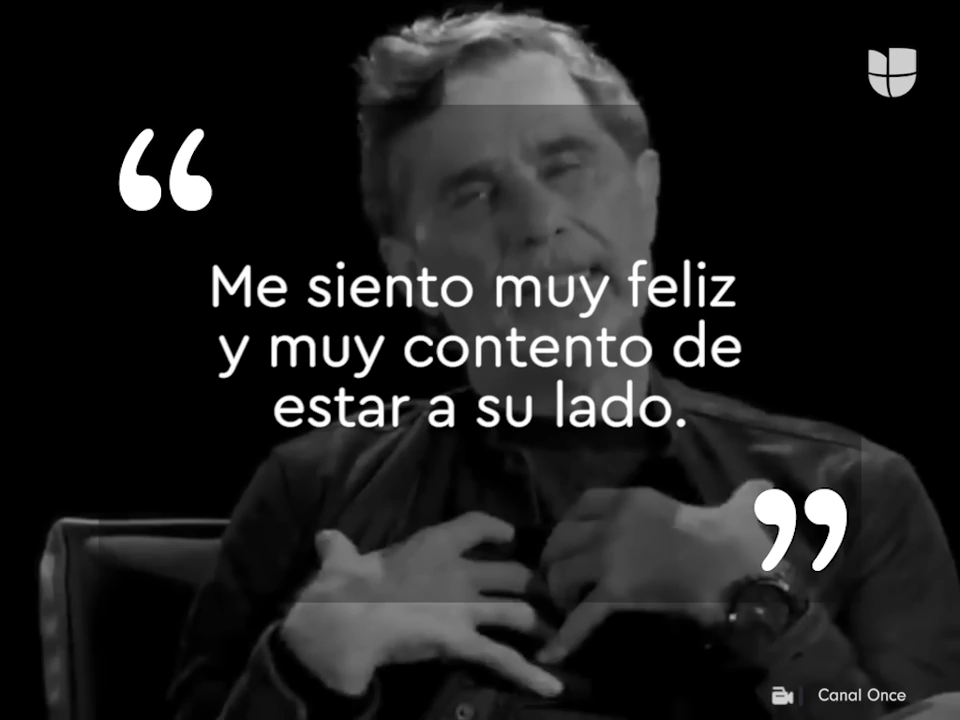 “
Me siento muy feliz
y muy contento de
estar a su lado.
”
Canal Once